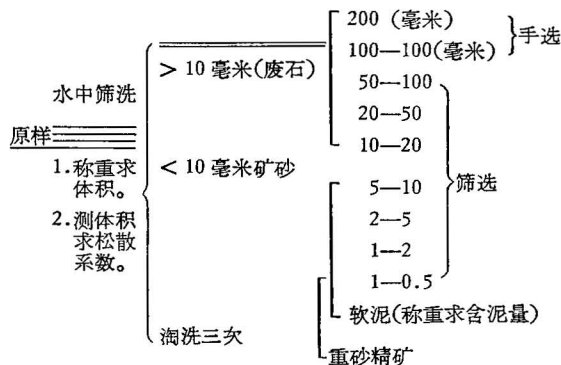 200 (毫米)
100—100(毫米)
手选
> 10 毫米(废石)
50—100
水中筛洗
20—50
原样
10—20
1.称重求
体积。
< 10 毫米矿砂
5—10
筛选
2.测体积
求松散
系数。
2—5
1—2
1—0.5
软泥(称重求含泥量)
淘洗三次
重砂精矿